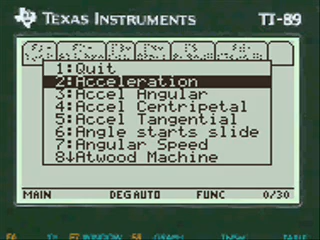 TEXAS INSTRUMENTS TI-89
1:Quit
2:Acceleration
3:Accel Angular
4:Accel Centripetal
5:Accel Tangential
6:Angle starts slide
7:Angular Speed
8↓Atwood Machine
MAIN DEG AUTO FUNC 0/30